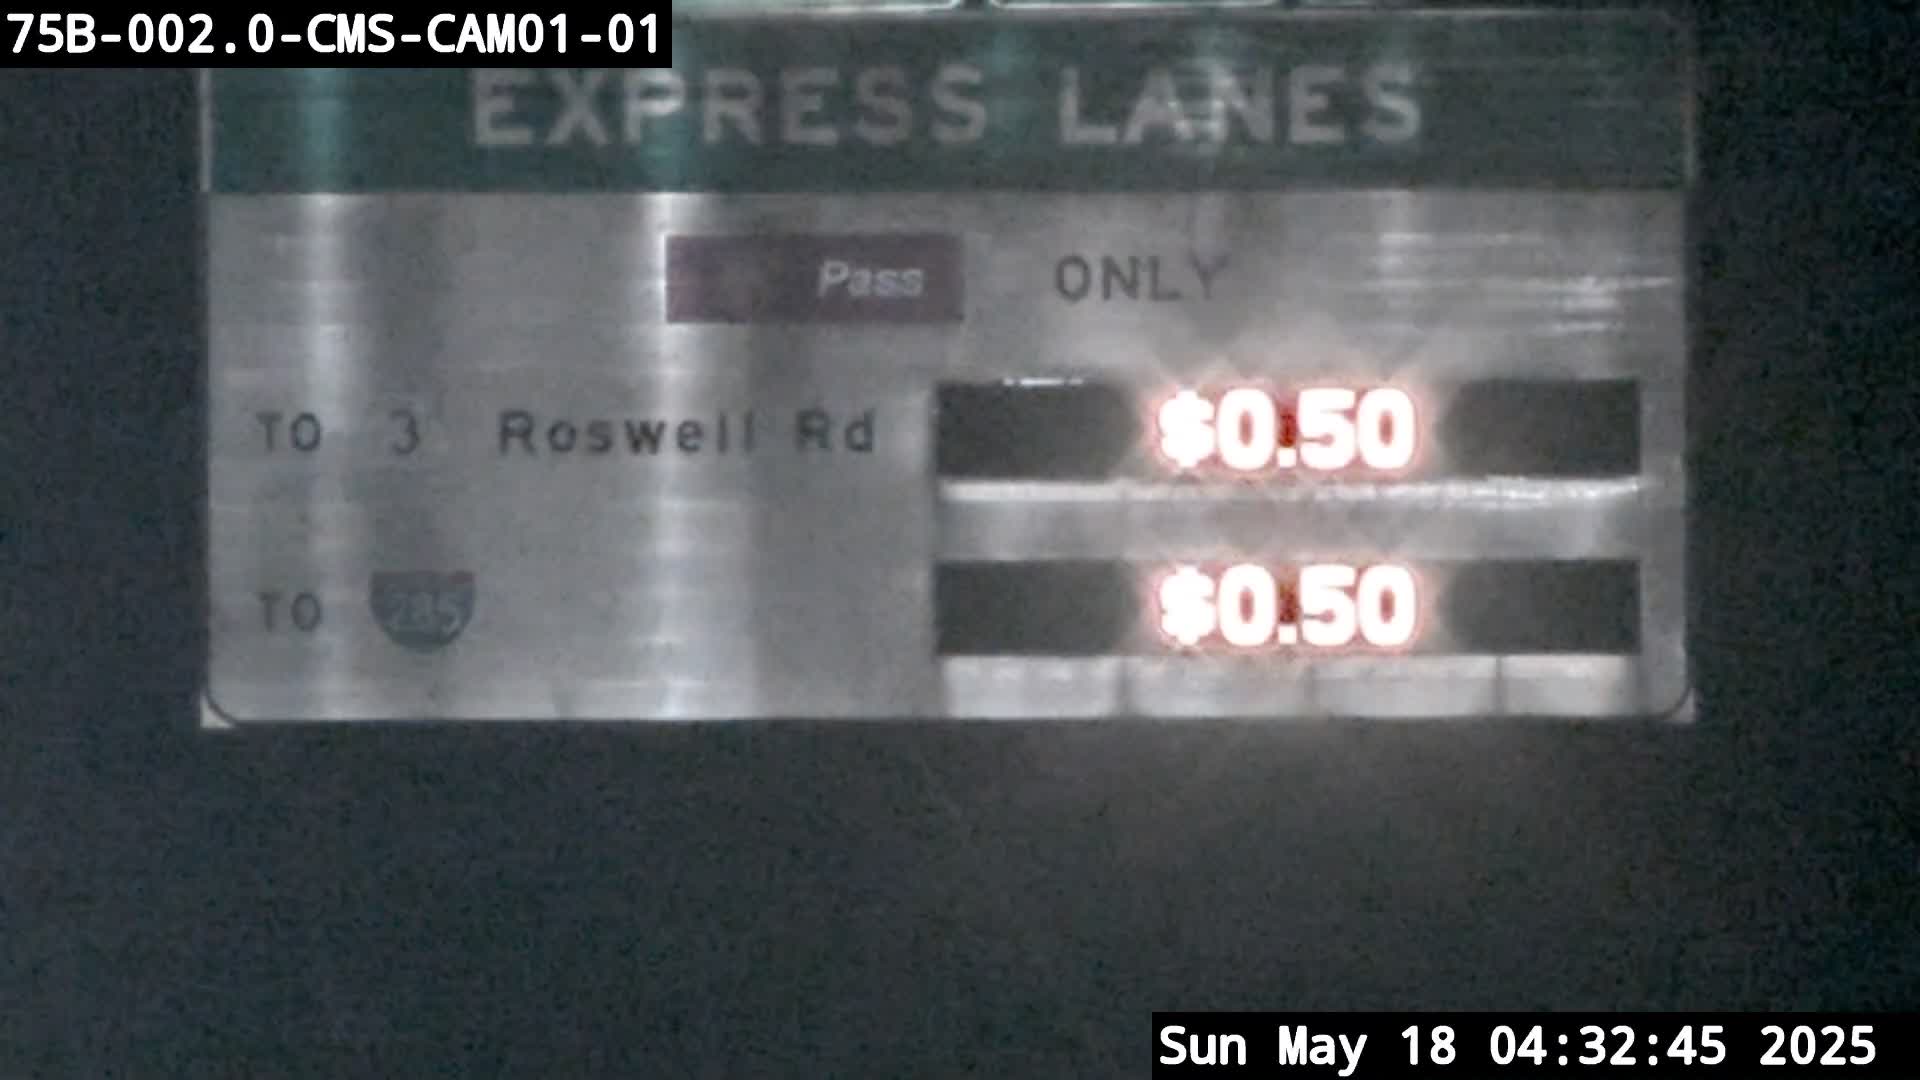 75B-002.0-CMS-CAM01-01
EXPRESS LANES
Pass ONLY
TO 3 Roswell Rd $0.50
TO 285 $0.50
Sun May 18 04:32:45 2025